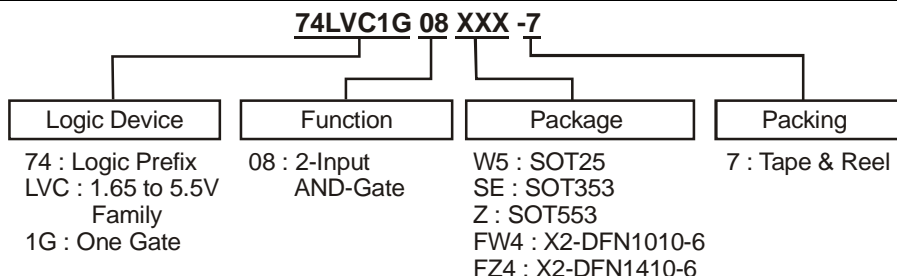 74LVC1G 08 XXX -7
Logic Device
Function
Package
Packing
74 : Logic Prefix
LVC : 1.65 to 5.5V
Family
1G : One Gate
08 : 2-Input
AND-Gate
W5 : SOT25
SE : SOT353
Z : SOT553
FW4 : X2-DFN1010-6
FZ4 : X2-DFN1410-6
7 : Tape & Reel